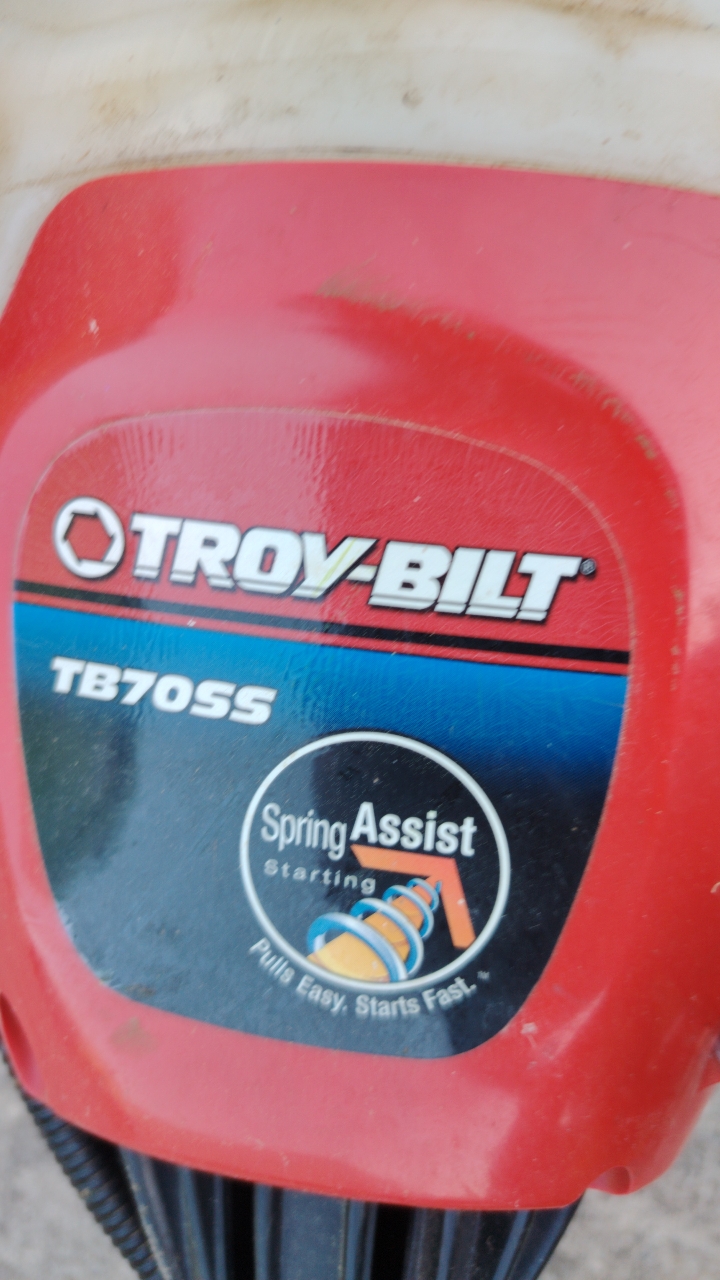 TROY-BILT®
TB70SS
Spring Assist
Starting
Pulls Easy. Starts Fast.™